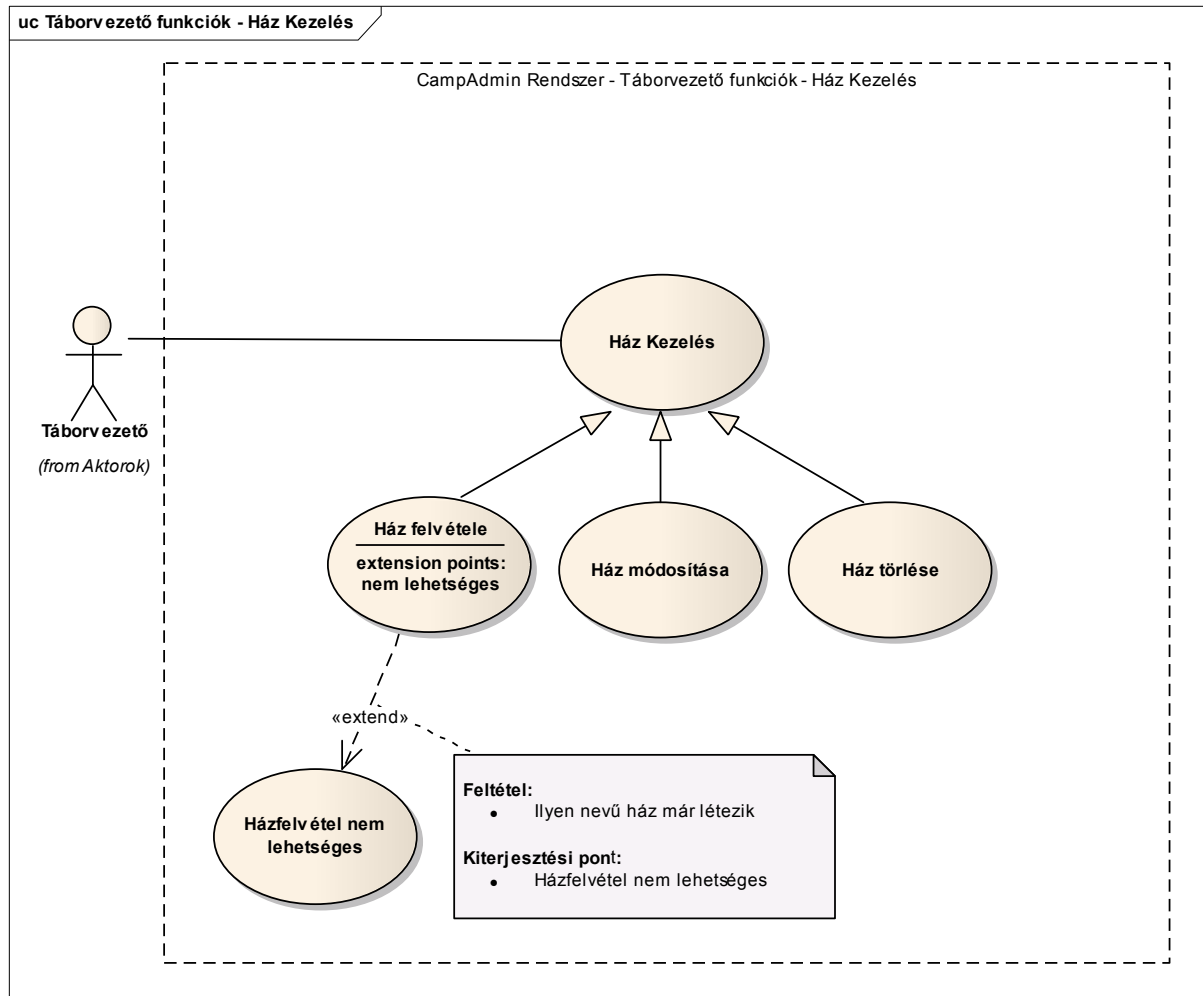 uc Táborvezető funkciók - Ház Kezelés
CampAdmin Rendszer - Táborvezető funkciók - Ház Kezelés
Ház Kezelés
Táborvezető
(from Aktorok)
Ház felvétele
extension points:
nem lehetséges
Ház módosítása
Ház törlése
«extend»
Házfelvétel nem
lehetséges
Feltétel:
• Ilyen nevű ház már létezik
Kiterjesztési pont:
• Házfelvétel nem lehetséges